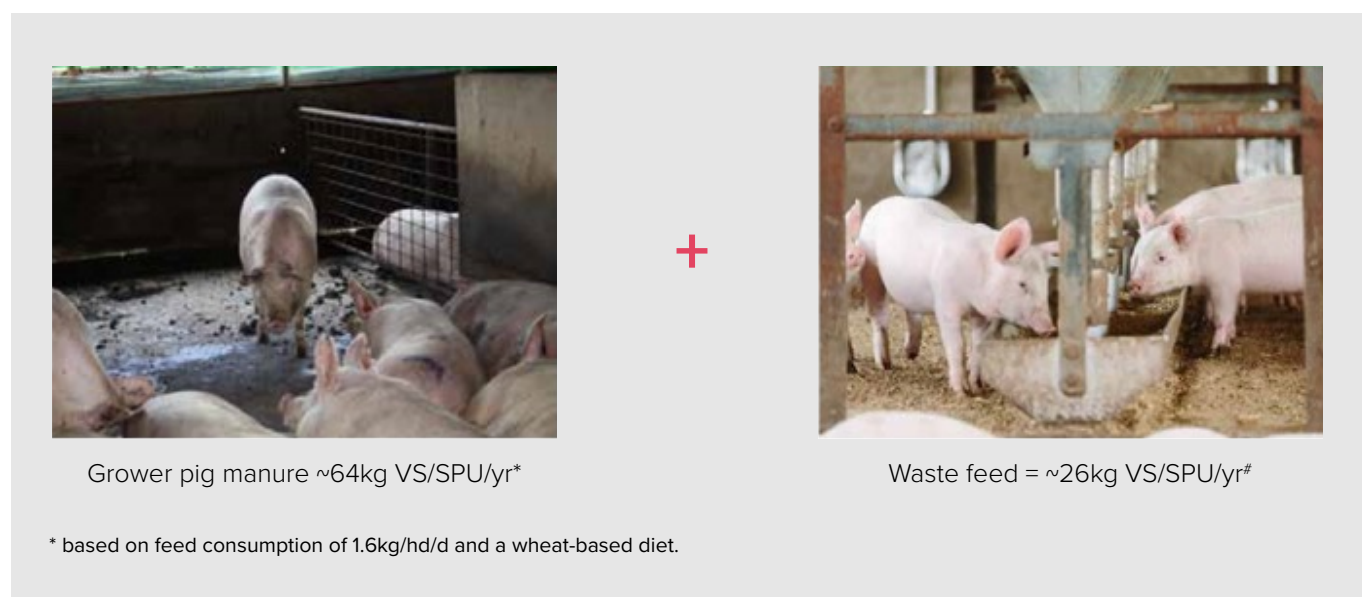 +
Grower pig manure ~64kg VS/SPU/yr*
Waste feed = ~26kg VS/SPU/yr#
* based on feed consumption of 1.6kg/hd/d and a wheat-based diet.